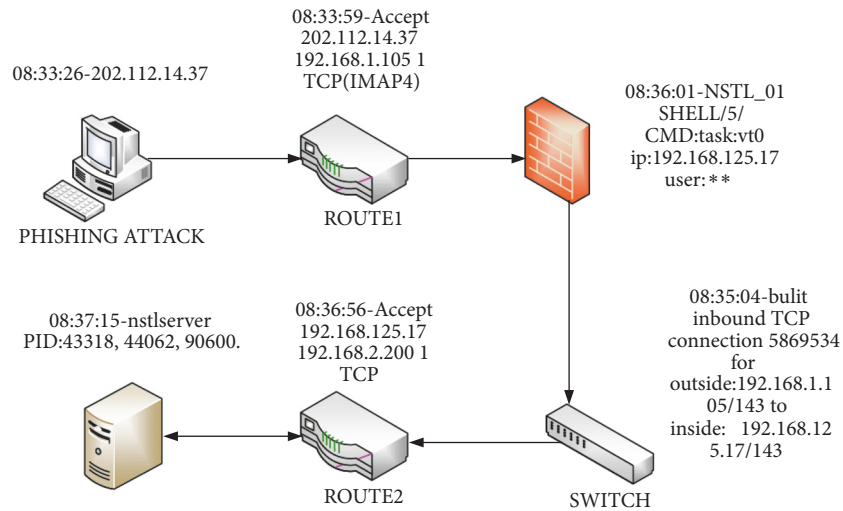 08:33:26-202.112.14.37
PHISHING ATTACK
08:33:59-Accept
202.112.14.37
192.168.1.105 1
TCP(IMAP4)
ROUTE1
08:36:01-NSTL_01
SHELL/5/
CMD:task:vt0
ip:192.168.125.17
user:**
08:37:15-nstlserver
PID:43318, 44062, 90600.
08:36:56-Accept
192.168.125.17
192.168.2.200 1
TCP
ROUTE2
08:35:04-bulit
inbound TCP
connection 5869534
for
outside:192.168.1.1
05/143 to
inside: 192.168.12
5.17/143
SWITCH